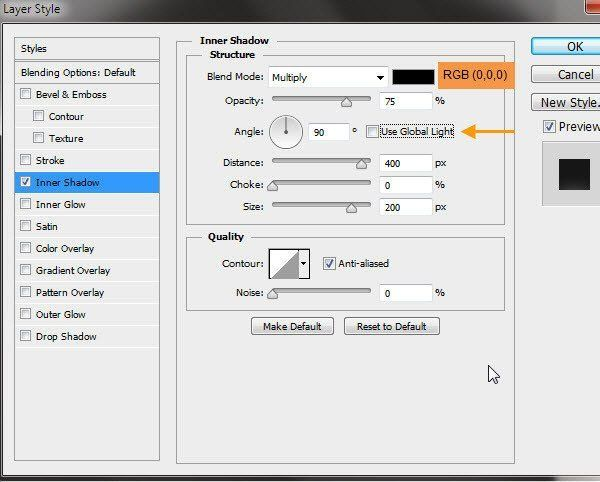 Layer Style
Styles
Blending Options: Default
Bevel & Emboss
Contour
Texture
Stroke
Inner Shadow
Inner Glow
Satin
Color Overlay
Gradient Overlay
Pattern Overlay
Outer Glow
Drop Shadow
Inner Shadow
Structure
Blend Mode: Multiply RGB (0,0,0)
Opacity: 75 %
Angle: 90 ° Use Global Light
Distance: 400 px
Choke: 0 %
Size: 200 px
Quality
Contour: Anti-aliased
Noise: 0 %
Make Default Reset to Default
OK
Cancel
New Style...
Preview